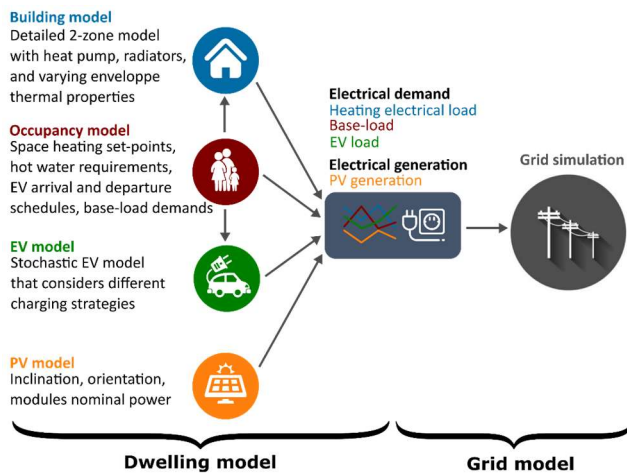 Building model
Detailed 2-zone model
with heat pump, radiators,
and varying enveloppe
thermal properties
Occupancy model
Space heating set-points,
hot water requirements,
EV arrival and departure
schedules, base-load demands
EV model
Stochastic EV model
that considers different
charging strategies
PV model
Inclination, orientation,
modules nominal power
Electrical demand
Heating electrical load
Base-load
EV load
Electrical generation
PV generation
Grid simulation
Dwelling model
Grid model